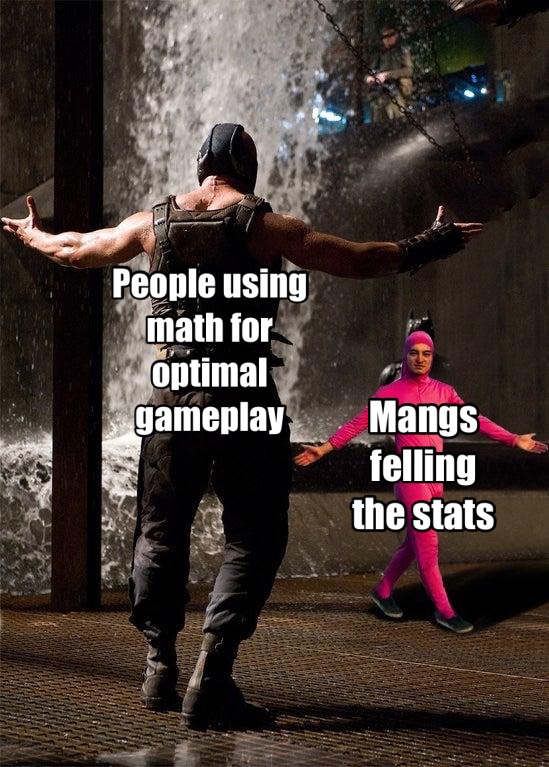 People using
math for
optimal
gameplay
Mangs
felling
the stats